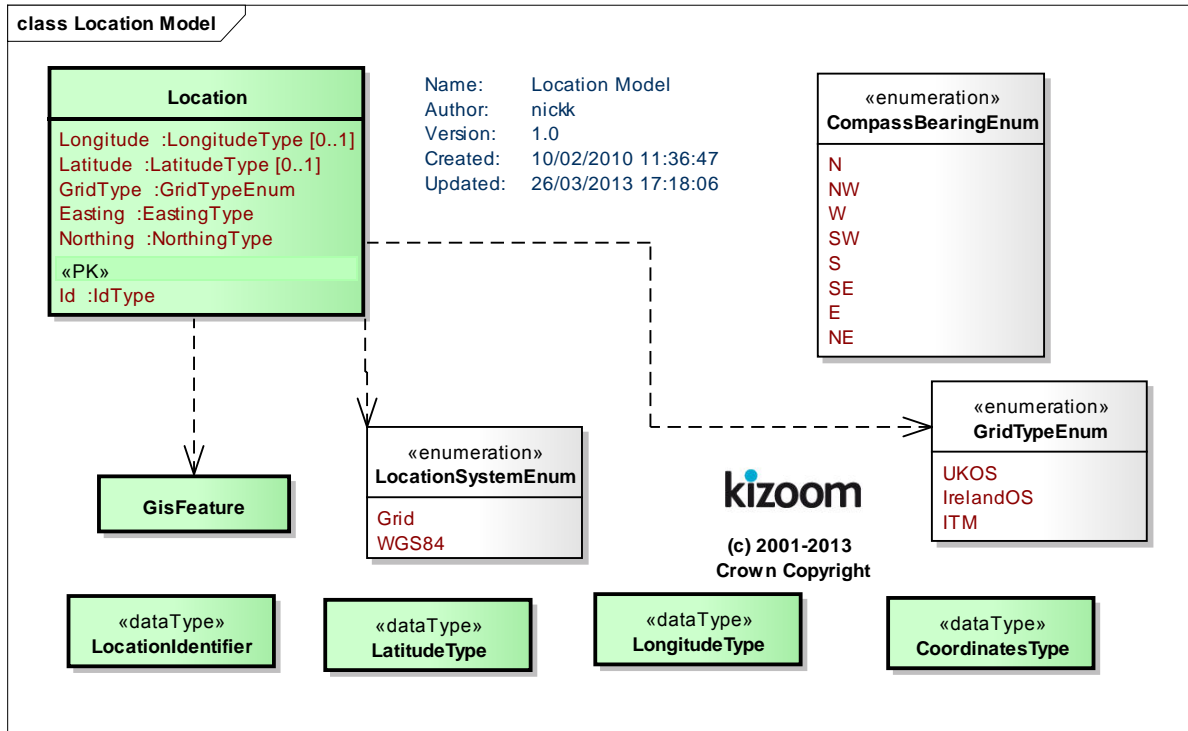 class Location Model
Location
Longitude :LongitudeType [0..1]
Latitude :LatitudeType [0..1]
GridType :GridTypeEnum
Easting :EastingType
Northing :NorthingType
«PK»
Id :IdType
Name: Location Model
Author: nickk
Version: 1.0
Created: 10/02/2010 11:36:47
Updated: 26/03/2013 17:18:06
«enumeration»
CompassBearingEnum
N
NW
W
SW
S
SE
E
NE
«enumeration»
GridTypeEnum
UKOS
IrelandOS
ITM
«enumeration»
LocationSystemEnum
Grid
WGS84
GisFeature
kizoom
(c) 2001-2013
Crown Copyright
«dataType»
LocationIdentifier
«dataType»
LatitudeType
«dataType»
LongitudeType
«dataType»
CoordinatesType